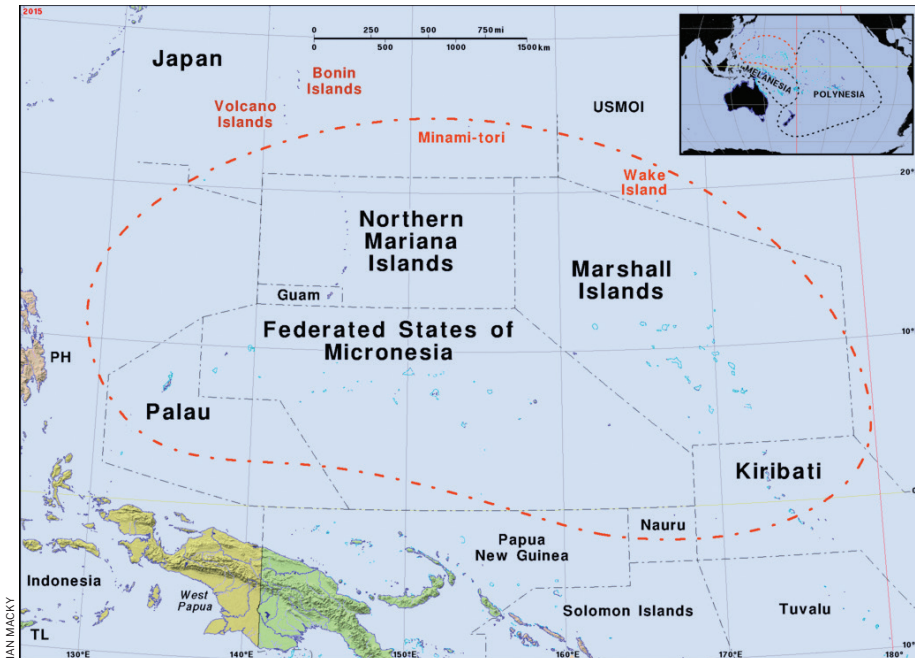 2015
0 250 500 750 mi
0 500 1000 1500 km
Japan
Bonin
Islands
Volcano
Islands
Minami-tori
USMOI
MELANESIA
POLYNESIA
20°
Wake
Island
Northern
Mariana
Islands
Marshall
Islands
Guam
Federated States of
Micronesia
10°
PH
Palau
Kiribati
0°
Nauru
Papua
New Guinea
Indonesia
West
Papua
Solomon Islands
Tuvalu
TL
130°E 140°E 150°E 160°E 170°E 180°
10°
IAN MACKY